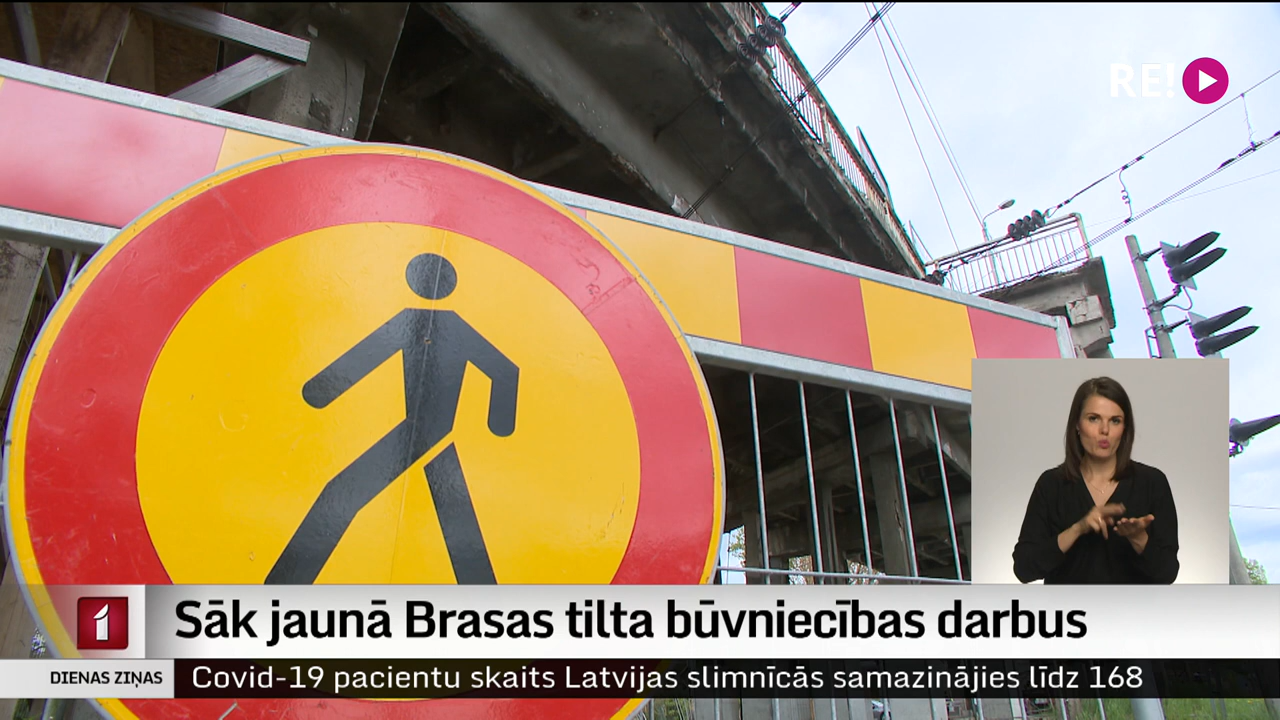 RE!
1
Sāk jaunā Brasas tilta būvniecības darbus
DIENAS ZIŅAS
Covid-19 pacientu skaits Latvijas slimnīcās samazinājies līdz 168